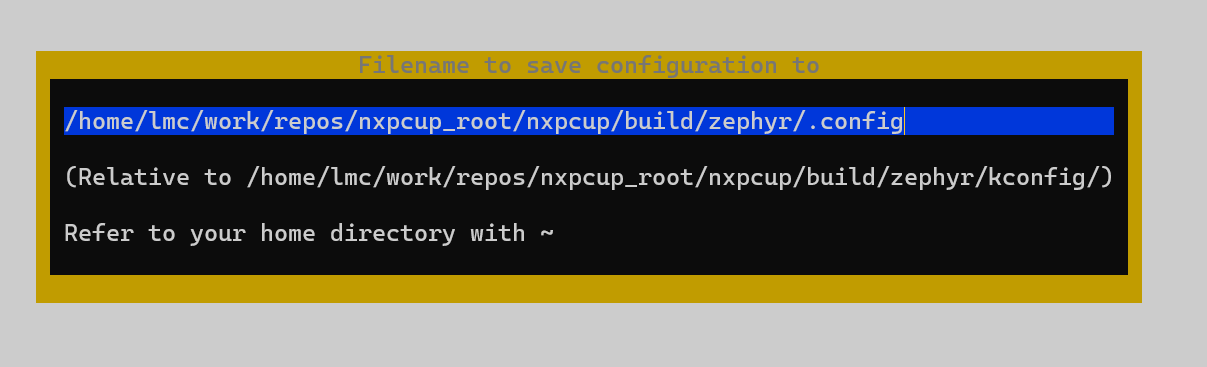 Filename to save configuration to
/home/lmc/work/repos/nxpcup_root/nxpcup/build/zephyr/.config
(Relative to /home/lmc/work/repos/nxpcup_root/nxpcup/build/zephyr/kconfig/)
Refer to your home directory with ~